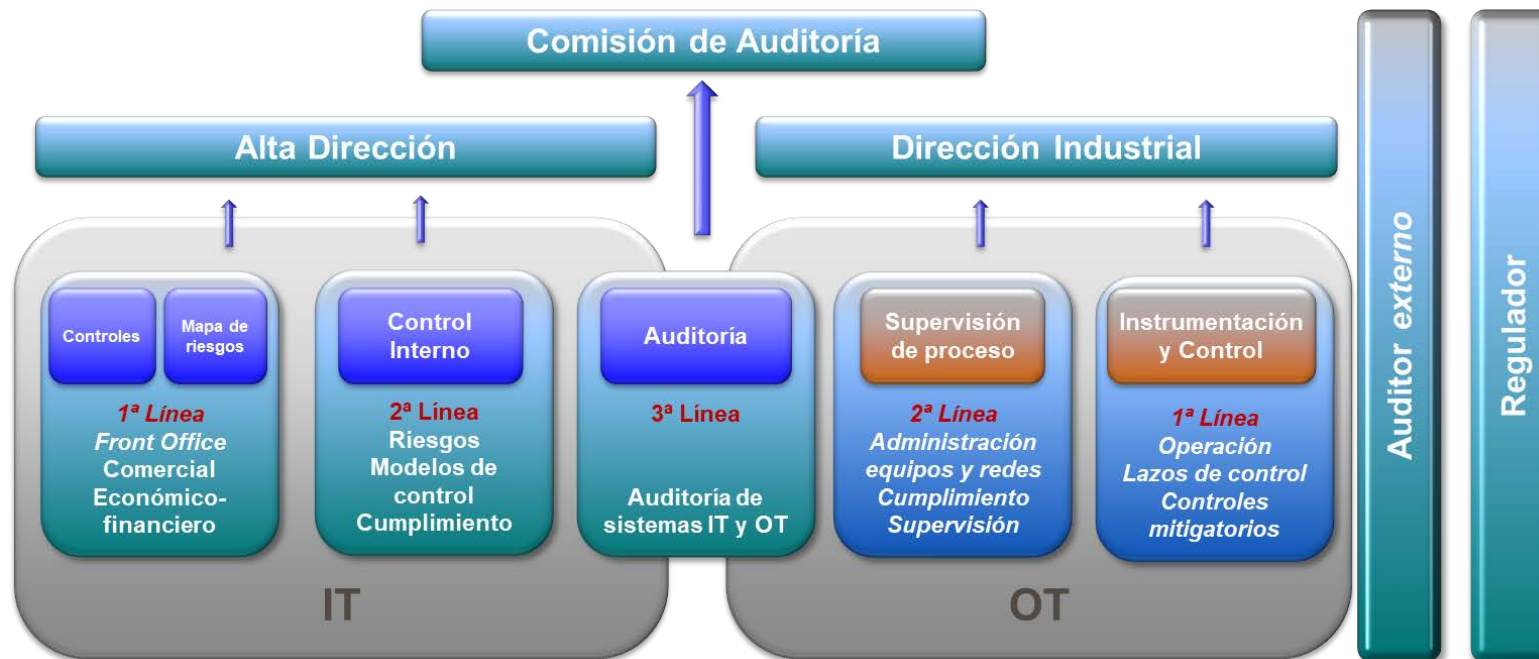 Comisión de Auditoría
Alta Dirección
Dirección Industrial
Controles
Mapa de
riesgos
1ª Línea
Front Office
Comercial
Económico-
financiero
Control
Interno
2ª Línea
Riesgos
Modelos de
control
Cumplimiento
Auditoría
3ª Línea
Auditoría de
sistemas IT y OT
Supervisión
de proceso
2ª Línea
Administración
equipos y redes
Cumplimiento
Supervisión
Instrumentación
y Control
1ª Línea
Operación
Lazos de control
Controles
mitigatorios
IT
OT
Auditor externo
Regulador